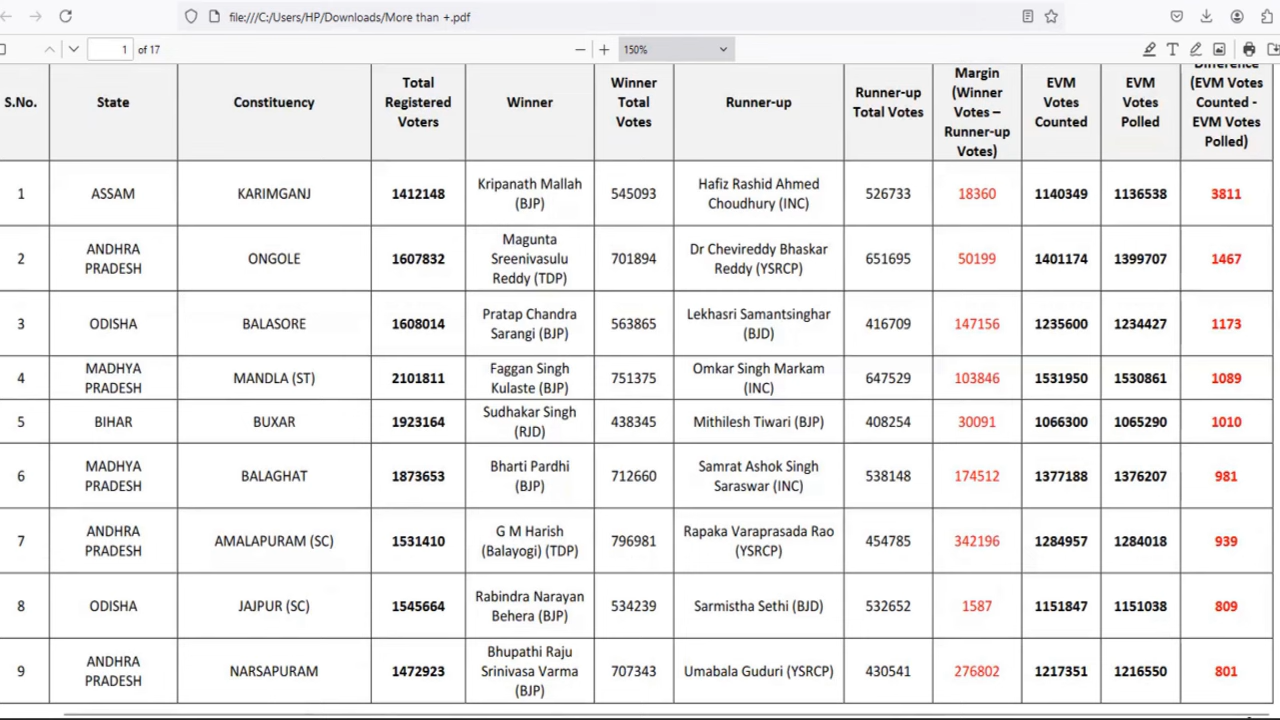 file:///C:/Users/HP/Downloads/More than +.pdf
1 of 17
150%
S.No. State Constituency Total Registered Voters Winner Winner Total Votes Runner-up Runner-up Total Votes Margin (Winner Votes – Runner-up Votes) EVM Votes Counted EVM Votes Polled Difference (EVM Votes Counted - EVM Votes Polled)
1 ASSAM KARIMGANJ 1412148 Kripanath Mallah (BJP) 545093 Hafiz Rashid Ahmed Choudhury (INC) 526733 18360 1140349 1136538 3811
2 ANDHRA PRADESH ONGOLE 1607832 Magunta Sreenivasulu Reddy (TDP) 701894 Dr Chevireddy Bhaskar Reddy (YSRCP) 651695 50199 1401174 1399707 1467
3 ODISHA BALASORE 1608014 Pratap Chandra Sarangi (BJP) 563865 Lekhasri Samantsinghar (BJD) 416709 147156 1235600 1234427 1173
4 MADHYA PRADESH MANDLA (ST) 2101811 Faggan Singh Kulaste (BJP) 751375 Omkar Singh Markam (INC) 647529 103846 1531950 1530861 1089
5 BIHAR BUXAR 1923164 Sudhakar Singh (RJD) 438345 Mithilesh Tiwari (BJP) 408254 30091 1066300 1065290 1010
6 MADHYA PRADESH BALAGHAT 1873653 Bharti Pardhi (BJP) 712660 Samrat Ashok Singh Saraswar (INC) 538148 174512 1377188 1376207 981
7 ANDHRA PRADESH AMALAPURAM (SC) 1531410 G M Harish (Balayogi) (TDP) 796981 Rapaka Varaprasada Rao (YSRCP) 454785 342196 1284957 1284018 939
8 ODISHA JAJPUR (SC) 1545664 Rabindra Narayan Behera (BJP) 534239 Sarmistha Sethi (BJD) 532652 1587 1151847 1151038 809
9 ANDHRA PRADESH NARSAPURAM 1472923 Bhupathi Raju Srinivasa Varma (BJP) 707343 Umabala Guduri (YSRCP) 430541 276802 1217351 1216550 801